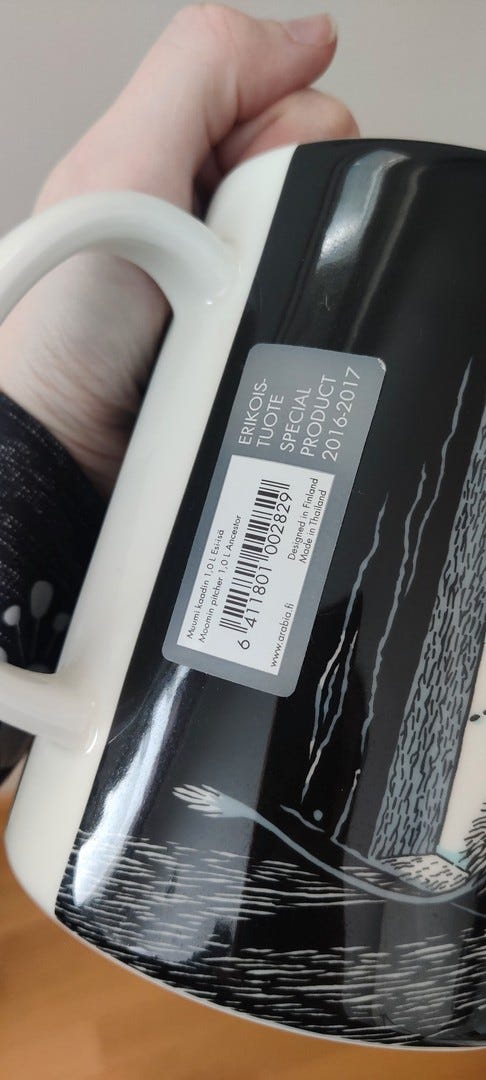 ERIKOIS-
TUOTE
SPECIAL
PRODUCT
2016-2017
Muumi kaadin 1,0 L Esi-isä
Moomin pitcher 1,0 L Ancestor
6 411801 002829
Designed in Finland
Made in Thailand
www.arabia.fi